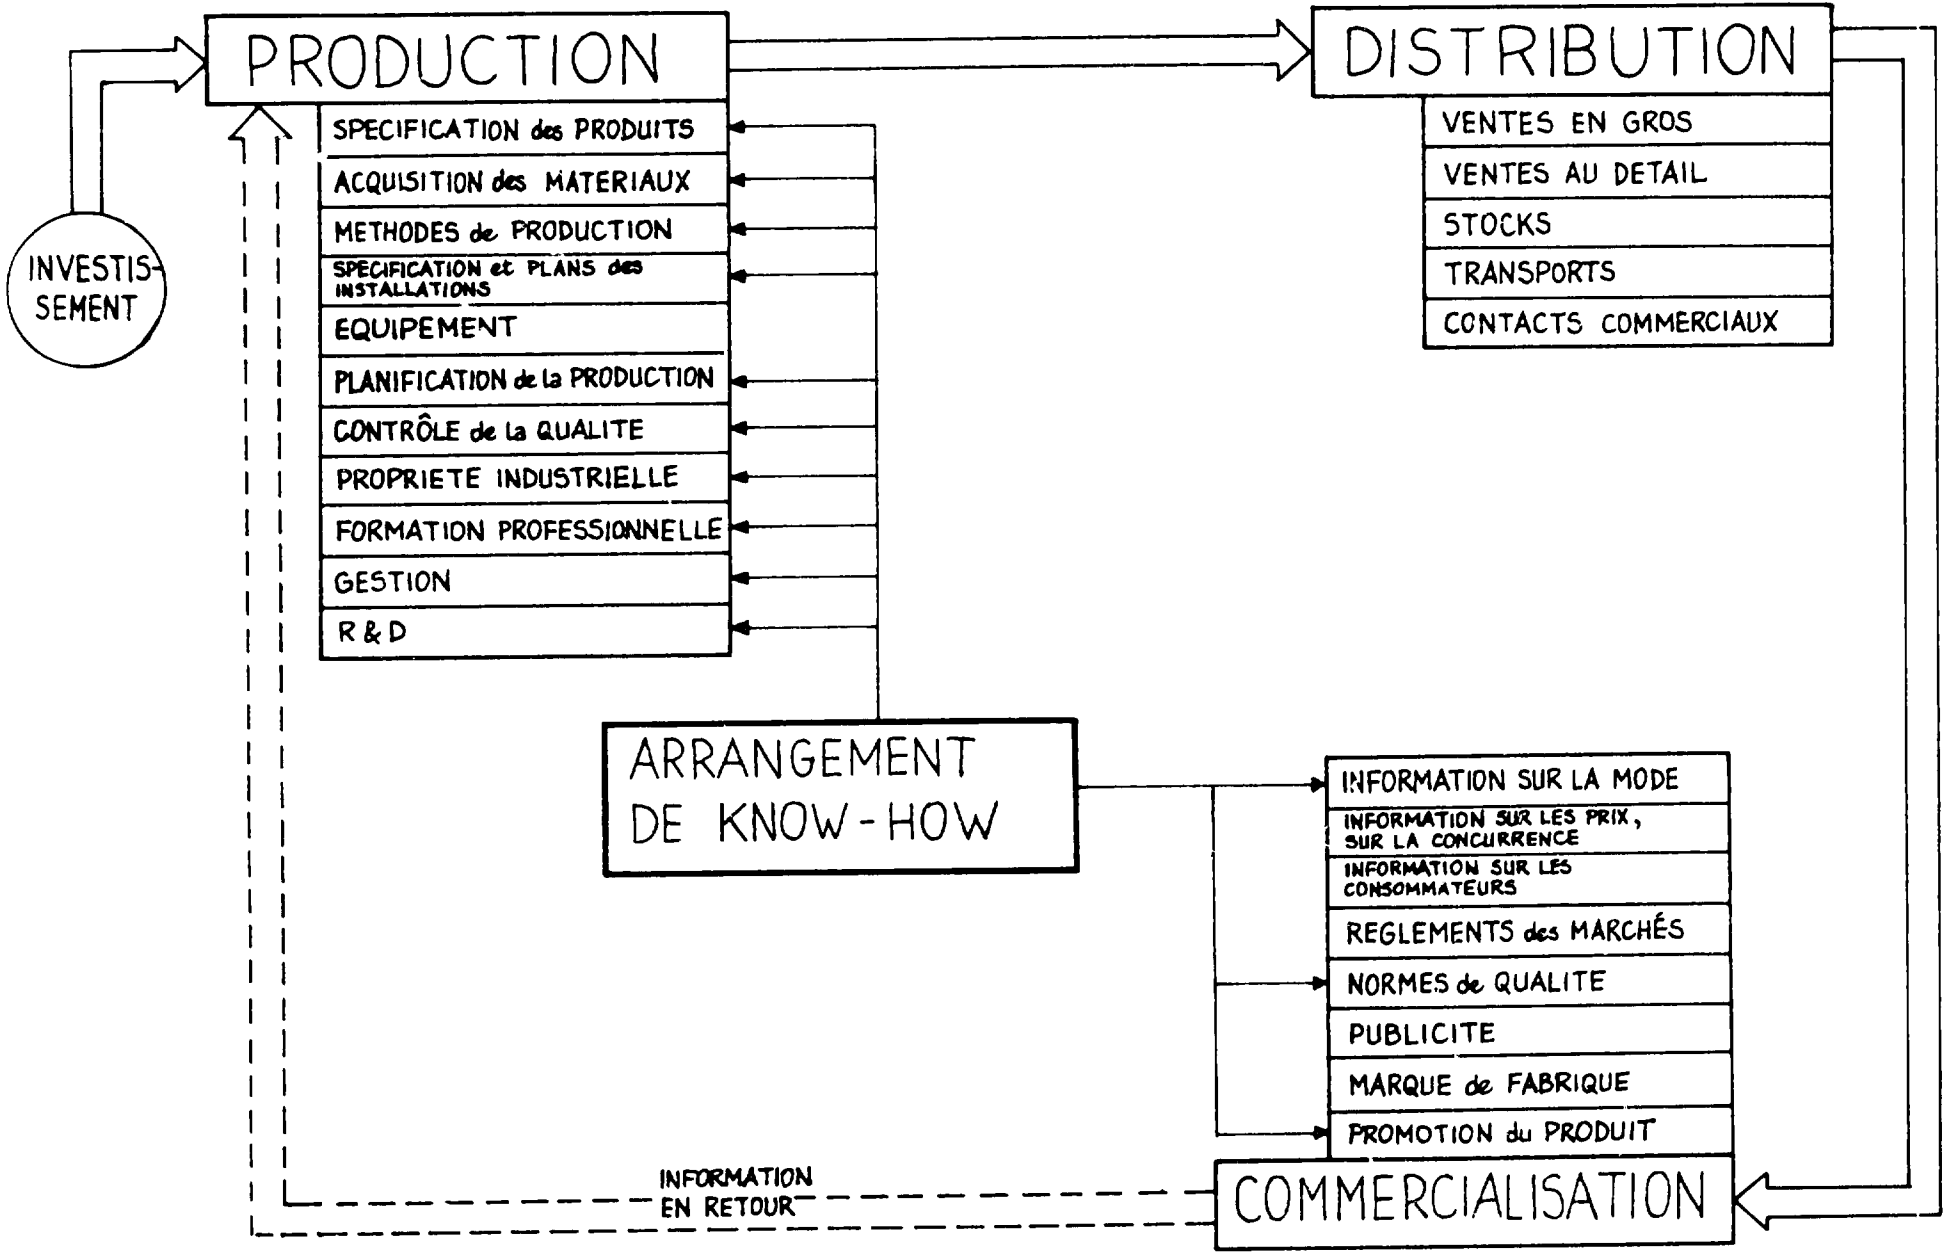 PRODUCTION
SPECIFICATION des PRODUITS
ACQUISITION des MATERIAUX
METHODES de PRODUCTION
SPECIFICATION et PLANS des
INSTALLATIONS
EQUIPEMENT
PLANIFICATION de la PRODUCTION
CONTRÔLE de la QUALITE
PROPRIETE INDUSTRIELLE
FORMATION PROFESSIONNELLE
GESTION
R & D
DISTRIBUTION
VENTES EN GROS
VENTES AU DETAIL
STOCKS
TRANSPORTS
CONTACTS COMMERCIAUX
INVESTIS-
SEMENT
ARRANGEMENT
DE KNOW-HOW
INFORMATION SUR LA MODE
INFORMATION SUR LES PRIX,
SUR LA CONCURRENCE
INFORMATION SUR LES
CONSOMMATEURS
REGLEMENTS des MARCHÉS
NORMES de QUALITE
PUBLICITE
MARQUE de FABRIQUE
PROMOTION du PRODUIT
COMMERCIALISATION
INFORMATION
EN RETOUR